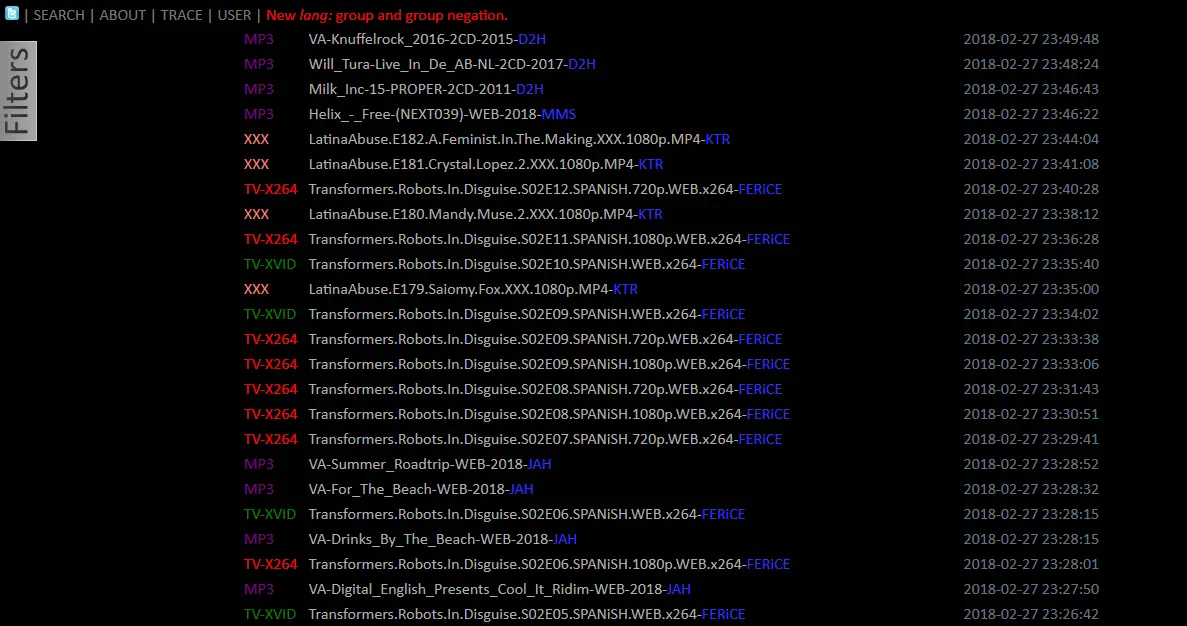 | SEARCH | ABOUT | TRACE | USER | New lang: group and group negation.
Filters
MP3 VA-Knuffelrock_2016-2CD-2015-D2H 2018-02-27 23:49:48
MP3 Will_Tura-Live_In_De_AB-NL-2CD-2017-D2H 2018-02-27 23:48:24
MP3 Milk_Inc-15-PROPER-2CD-2011-D2H 2018-02-27 23:46:43
MP3 Helix_-_Free-(NEXT039)-WEB-2018-MMS 2018-02-27 23:46:22
XXX LatinaAbuse.E182.A.Feminist.In.The.Making.XXX.1080p.MP4-KTR 2018-02-27 23:44:04
XXX LatinaAbuse.E181.Crystal.Lopez.2.XXX.1080p.MP4-KTR 2018-02-27 23:41:08
TV-X264 Transformers.Robots.In.Disguise.S02E12.SPANiSH.720p.WEB.x264-FERiCE 2018-02-27 23:40:28
XXX LatinaAbuse.E180.Mandy.Muse.2.XXX.1080p.MP4-KTR 2018-02-27 23:38:12
TV-X264 Transformers.Robots.In.Disguise.S02E11.SPANiSH.1080p.WEB.x264-FERiCE 2018-02-27 23:36:28
TV-XVID Transformers.Robots.In.Disguise.S02E10.SPANiSH.WEB.x264-FERiCE 2018-02-27 23:35:40
XXX LatinaAbuse.E179.Saiomy.Fox.XXX.1080p.MP4-KTR 2018-02-27 23:35:00
TV-XVID Transformers.Robots.In.Disguise.S02E09.SPANiSH.WEB.x264-FERiCE 2018-02-27 23:34:02
TV-X264 Transformers.Robots.In.Disguise.S02E09.SPANiSH.720p.WEB.x264-FERiCE 2018-02-27 23:33:38
TV-X264 Transformers.Robots.In.Disguise.S02E09.SPANiSH.1080p.WEB.x264-FERiCE 2018-02-27 23:33:06
TV-X264 Transformers.Robots.In.Disguise.S02E08.SPANiSH.720p.WEB.x264-FERiCE 2018-02-27 23:31:43
TV-X264 Transformers.Robots.In.Disguise.S02E08.SPANiSH.1080p.WEB.x264-FERiCE 2018-02-27 23:30:51
TV-X264 Transformers.Robots.In.Disguise.S02E07.SPANiSH.720p.WEB.x264-FERiCE 2018-02-27 23:29:41
MP3 VA-Summer_Roadtrip-WEB-2018-JAH 2018-02-27 23:28:52
MP3 VA-For_The_Beach-WEB-2018-JAH 2018-02-27 23:28:32
TV-XVID Transformers.Robots.In.Disguise.S02E06.SPANiSH.WEB.x264-FERiCE 2018-02-27 23:28:15
MP3 VA-Drinks_By_The_Beach-WEB-2018-JAH 2018-02-27 23:28:15
TV-X264 Transformers.Robots.In.Disguise.S02E06.SPANiSH.1080p.WEB.x264-FERiCE 2018-02-27 23:28:01
MP3 VA-Digital_English_Presents_Cool_It_Ridim-WEB-2018-JAH 2018-02-27 23:27:50
TV-XVID Transformers.Robots.In.Disguise.S02E05.SPANiSH.WEB.x264-FERiCE 2018-02-27 23:26:42